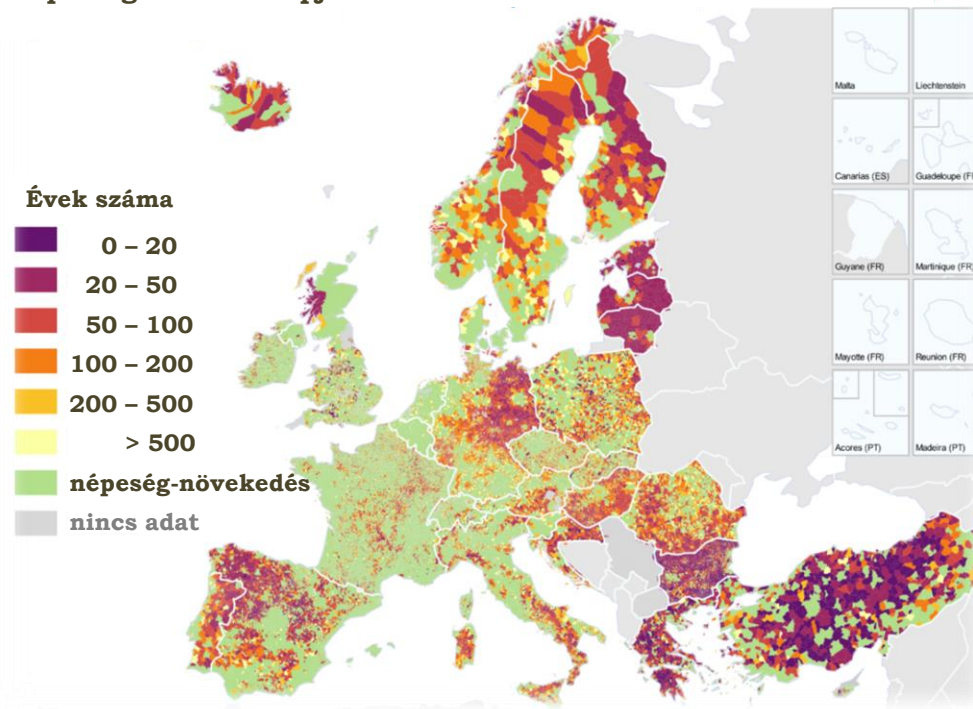 Évek száma
0 – 20
20 – 50
50 – 100
100 – 200
200 – 500
> 500
népeség-növekedés
nincs adat
Malta
Liechtenstein
Canarias (ES)
Guadeloupe (F
Guyane (FR)
Martinique (FR)
Mayotte (FR)
Reunion (FR)
Acores (PT)
Madeira (PT)